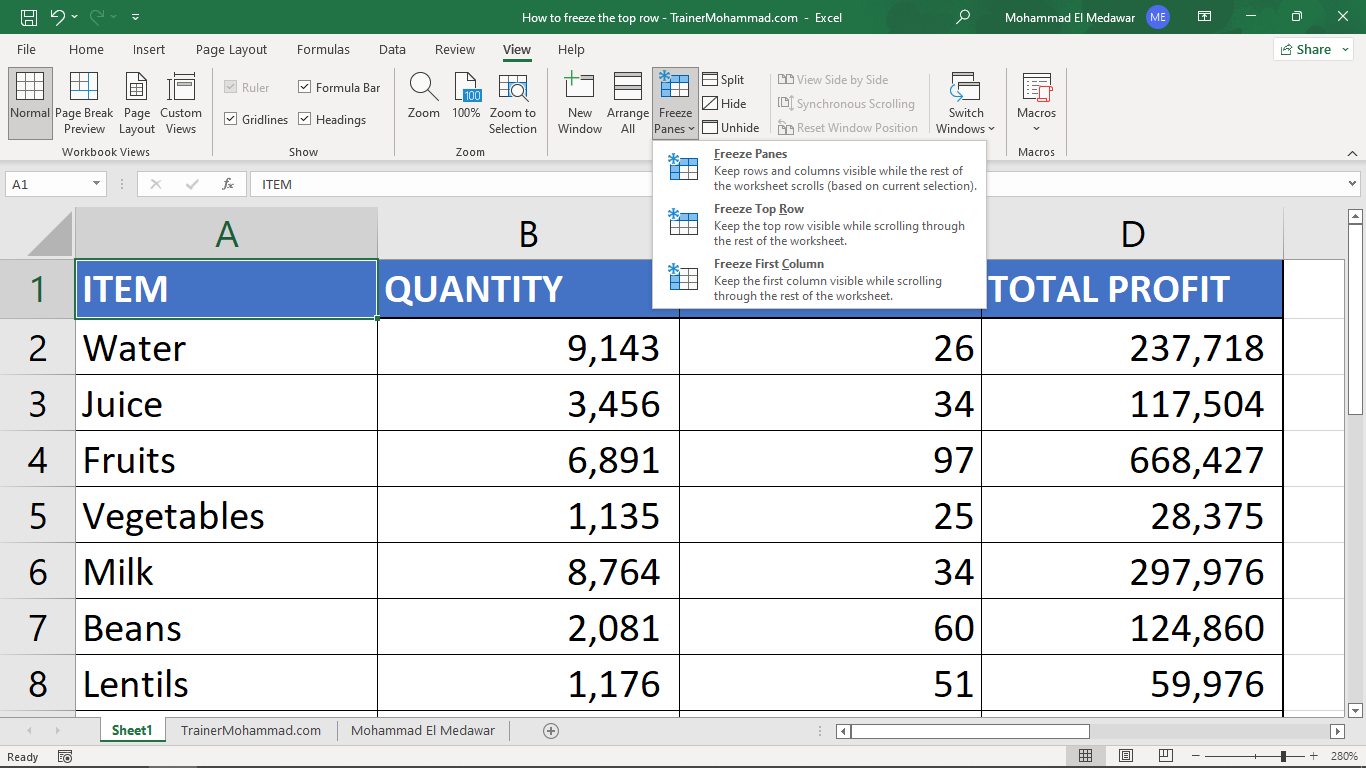 How to freeze the top row - TrainerMohammad.com - Excel
Mohammad El Medawar
ME
File Home Insert Page Layout Formulas Data Review View Help
Share
Normal
Page Break Preview
Page Layout
Custom Views
Workbook Views
Ruler
Formula Bar
Gridlines
Headings
Show
Zoom
100
100%
Zoom to Selection
Zoom
New Window
Arrange All
Freeze Panes
Split
Hide
Unhide
View Side by Side
Synchronous Scrolling
Reset Window Position
Switch Windows
Macros
Macros
Freeze Panes
Keep rows and columns visible while the rest of
the worksheet scrolls (based on current selection).
Freeze Top Row
Keep the top row visible while scrolling through
the rest of the worksheet.
Freeze First Column
Keep the first column visible while scrolling
through the rest of the worksheet.
A1
fx
ITEM
A B D
1 ITEM QUANTITY TOTAL PROFIT
2 Water 9,143 26 237,718
3 Juice 3,456 34 117,504
4 Fruits 6,891 97 668,427
5 Vegetables 1,135 25 28,375
6 Milk 8,764 34 297,976
7 Beans 2,081 60 124,860
8 Lentils 1,176 51 59,976
Sheet1 TrainerMohammad.com Mohammad El Medawar
Ready
280%